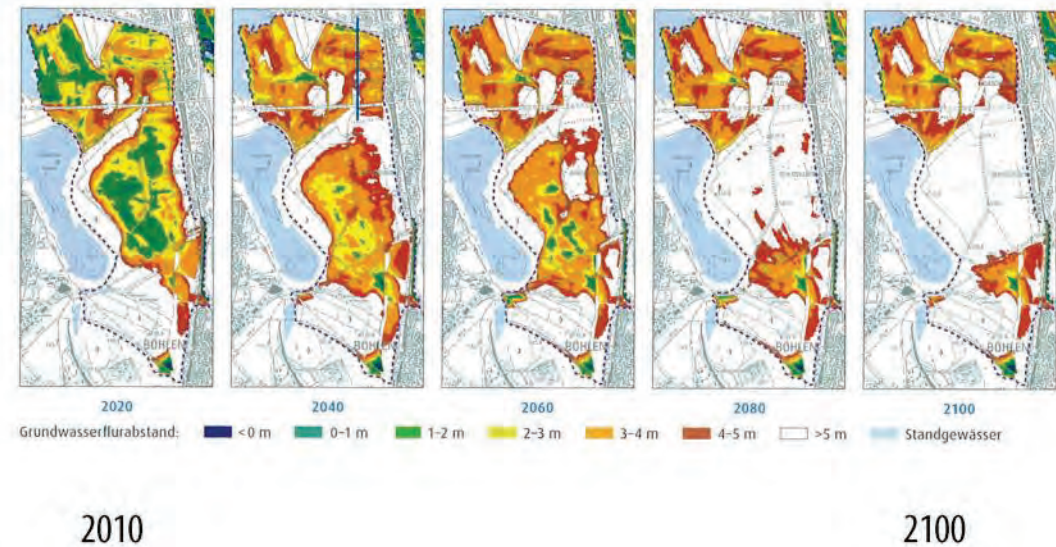 BÖHLEN
BÖHLEN
BÖHLEN
BÖHLEN
BÖHLEN
2020 2040 2060 2080 2100
Grundwasserflurabstand: <0 m 0–1 m 1–2 m 2–3 m 3–4 m 4–5 m >5 m Standgewässer
2010 2100